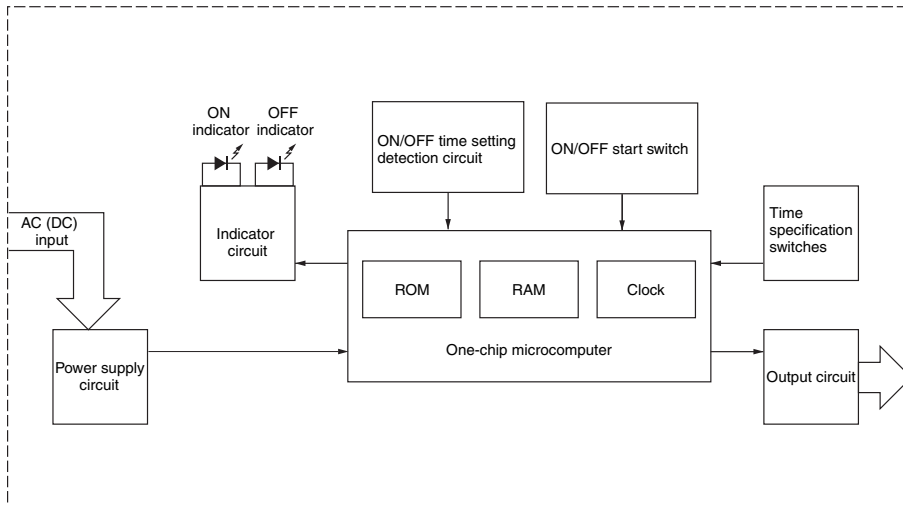 ON
indicator
OFF
indicator
ON/OFF time setting
detection circuit
ON/OFF start switch
AC (DC)
input
Indicator
circuit
Time
specification
switches
ROM
RAM
Clock
One-chip microcomputer
Power supply
circuit
Output circuit